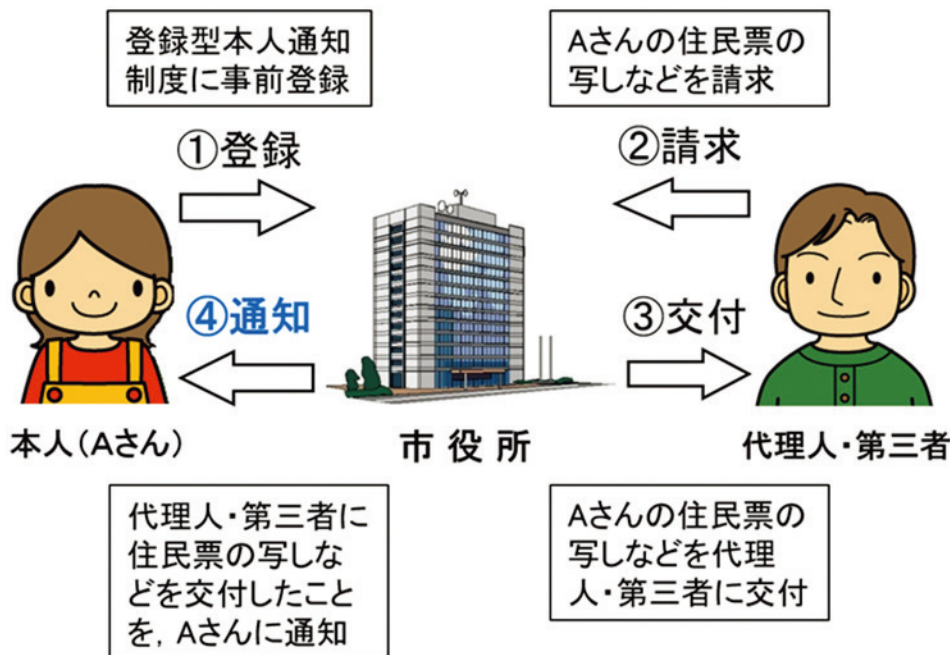 登録型本人通知
制度に事前登録
Aさんの住民票の
写しなどを請求
①登録
②請求
④通知
③交付
本人(Aさん)
市役所
代理人・第三者
代理人・第三者に
住民票の写しな
どを交付したこと
を,Aさんに通知
Aさんの住民票の
写しなどを代理
人・第三者に交付